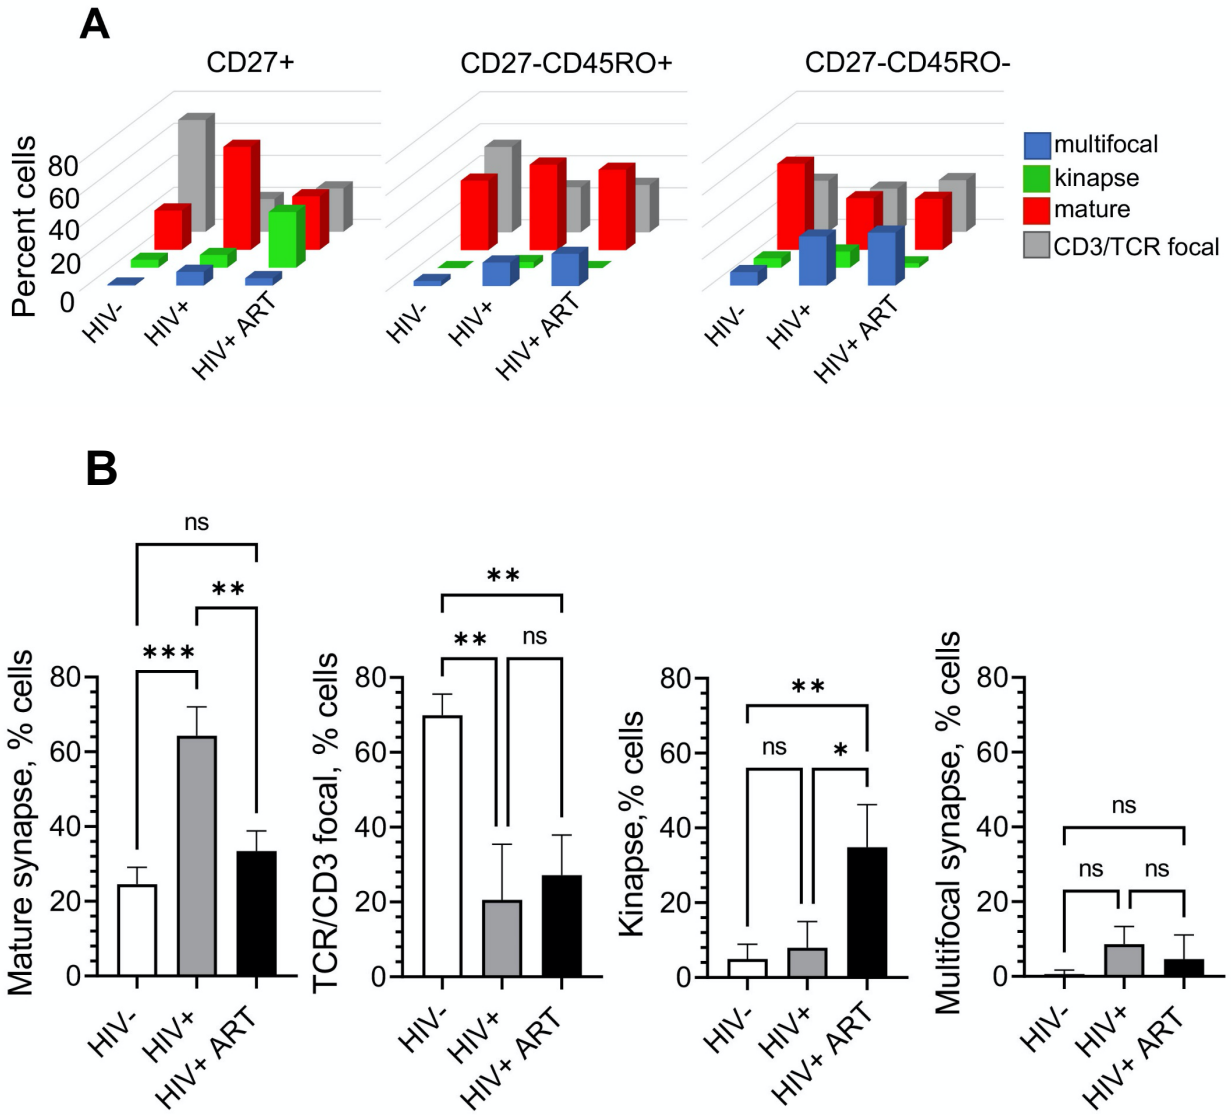 A
CD27+
CD27-CD45RO+
CD27-CD45RO-
Percent cells
80
60
40
20
0
HIV-
HIV+
HIV+ ART
HIV-
HIV+
HIV+ ART
HIV-
HIV+
HIV+ ART
multifocal
kinapse
mature
CD3/TCR focal
B
Mature synapse, % cells
80
60
40
20
0
ns
**
***
HIV-
HIV+
HIV+ ART
TCR/CD3 focal, % cells
80
60
40
20
0
**
**
ns
HIV-
HIV+
HIV+ ART
Kinapse,% cells
80
60
40
20
0
**
ns
*
HIV-
HIV+
HIV+ ART
Multifocal synapse, % cells
80
60
40
20
0
ns
ns
ns
HIV-
HIV+
HIV+ ART